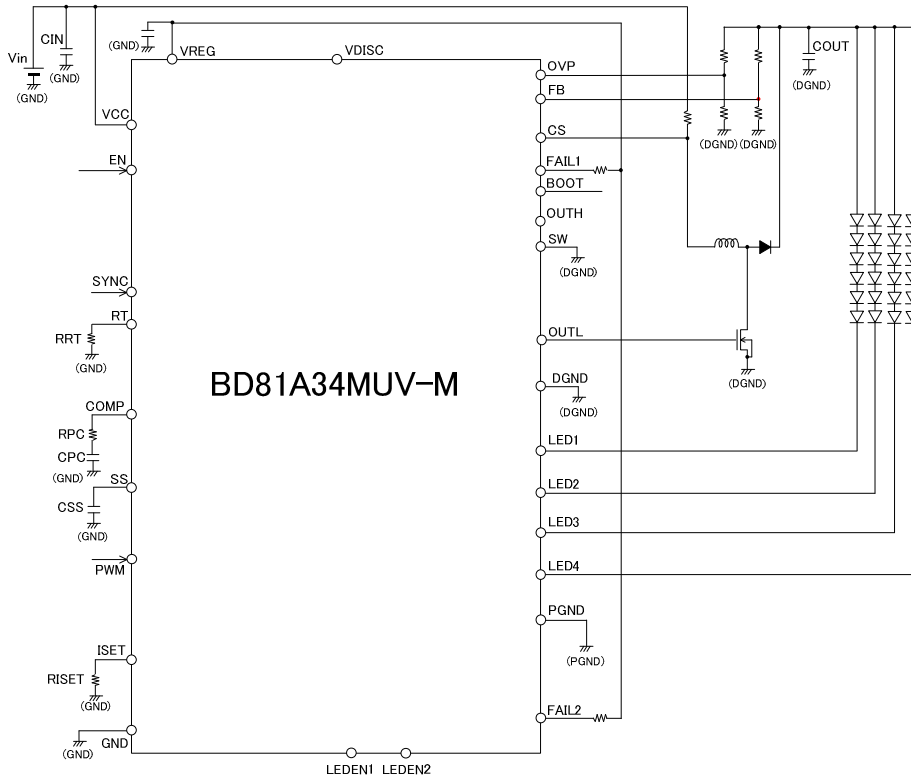 CIN
Vin
(GND)
(GND)
(GND)
VREG
VDISC
OVP
FB
COUT
(DGND)
(DGND)
(DGND)
VCC
CS
EN
FAIL1
BOOT
OUTH
SW
(DGND)
SYNC
RT
RRT
(GND)
OUTL
(DGND)
BD81A34MUV-M
DGND
(DGND)
COMP
RPC
CPC
(GND)
LED1
SS
CSS
(GND)
LED2
LED3
PWM
LED4
PGND
(PGND)
ISET
RISET
(GND)
FAIL2
GND
(GND)
LEDEN1
LEDEN2